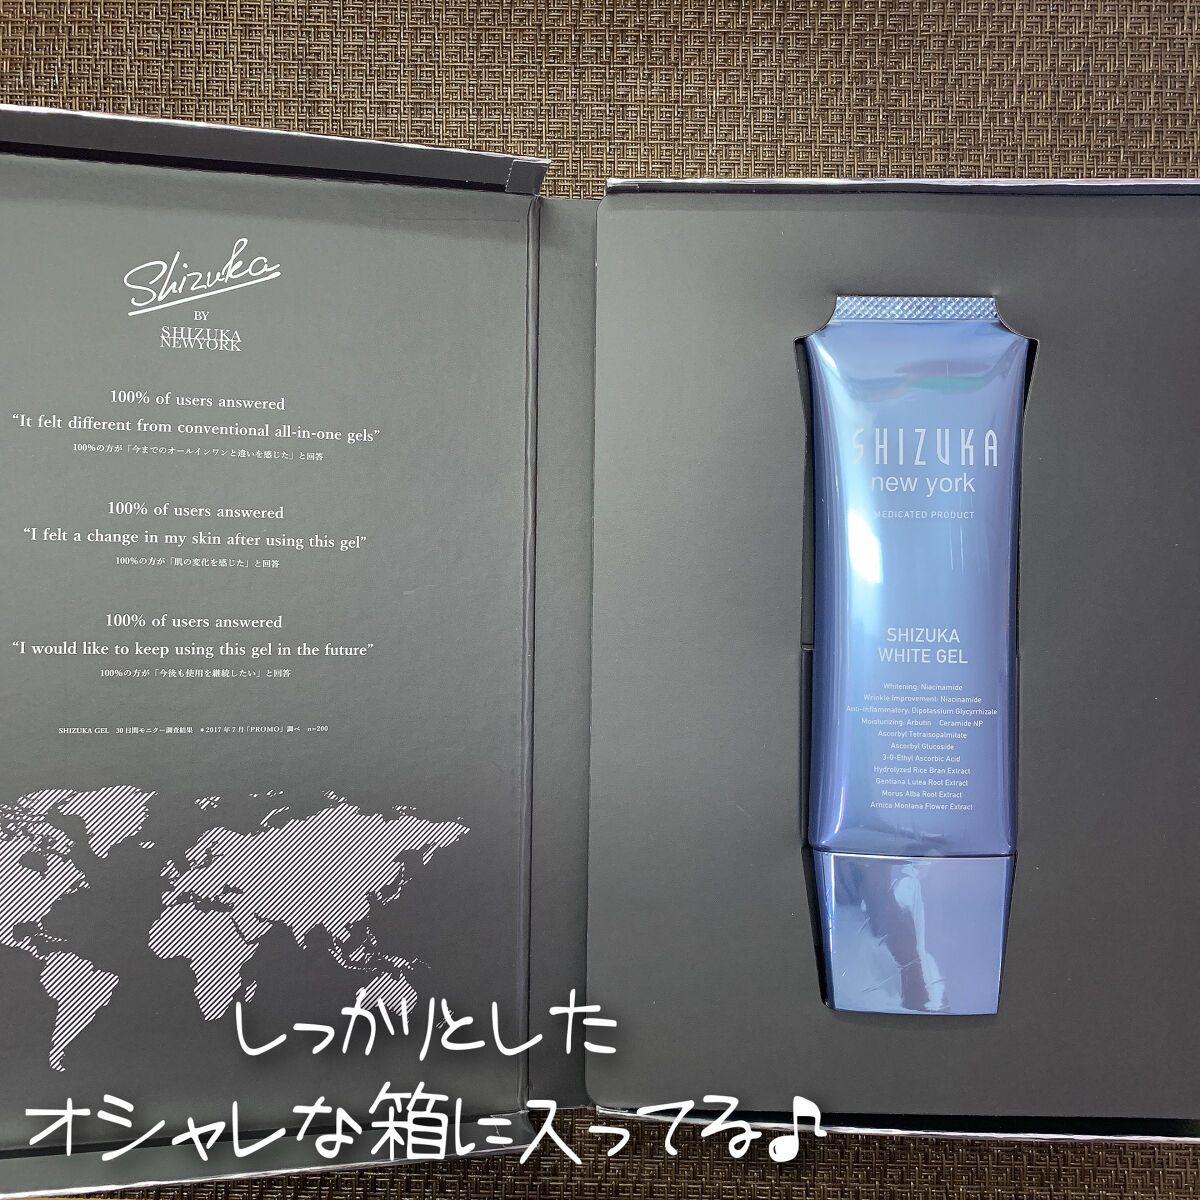 Shizuka
BY
SHIZUKA
NEWYORK
100% of users answered
“It felt different from conventional all-in-one gels”
100%の方が「今までのオールインワンと違いを感じた」と回答
100% of users answered
“I felt a change in my skin after using this gel”
100%の方が「肌の変化を感じた」と回答
100% of users answered
“I would like to keep using this gel in the future”
100%の方が「今後も使用を継続したい」と回答
SHIZUKA GEL 30日間モニター調査結果 *2017年7月「PROMO」調べ n=200
SHIZUKA
new york
MEDICATED PRODUCT
SHIZUKA
WHITE GEL
Whitening: Niacinamide
Wrinkle Improvement: Niacinamide
Anti-inflammatory: Dipotassium Glycyrrhizate
Moisturizing: Arbutin Ceramide NP
Ascorbyl Tetraisopalmitate
Ascorbyl Glucoside
3-O-Ethyl Ascorbic Acid
Hydrolyzed Rice Bran Extract
Gentiana Lutea Root Extract
Morus Alba Root Extract
Arnica Montana Flower Extract
しっかりとした
オシャレな箱に入ってる♪